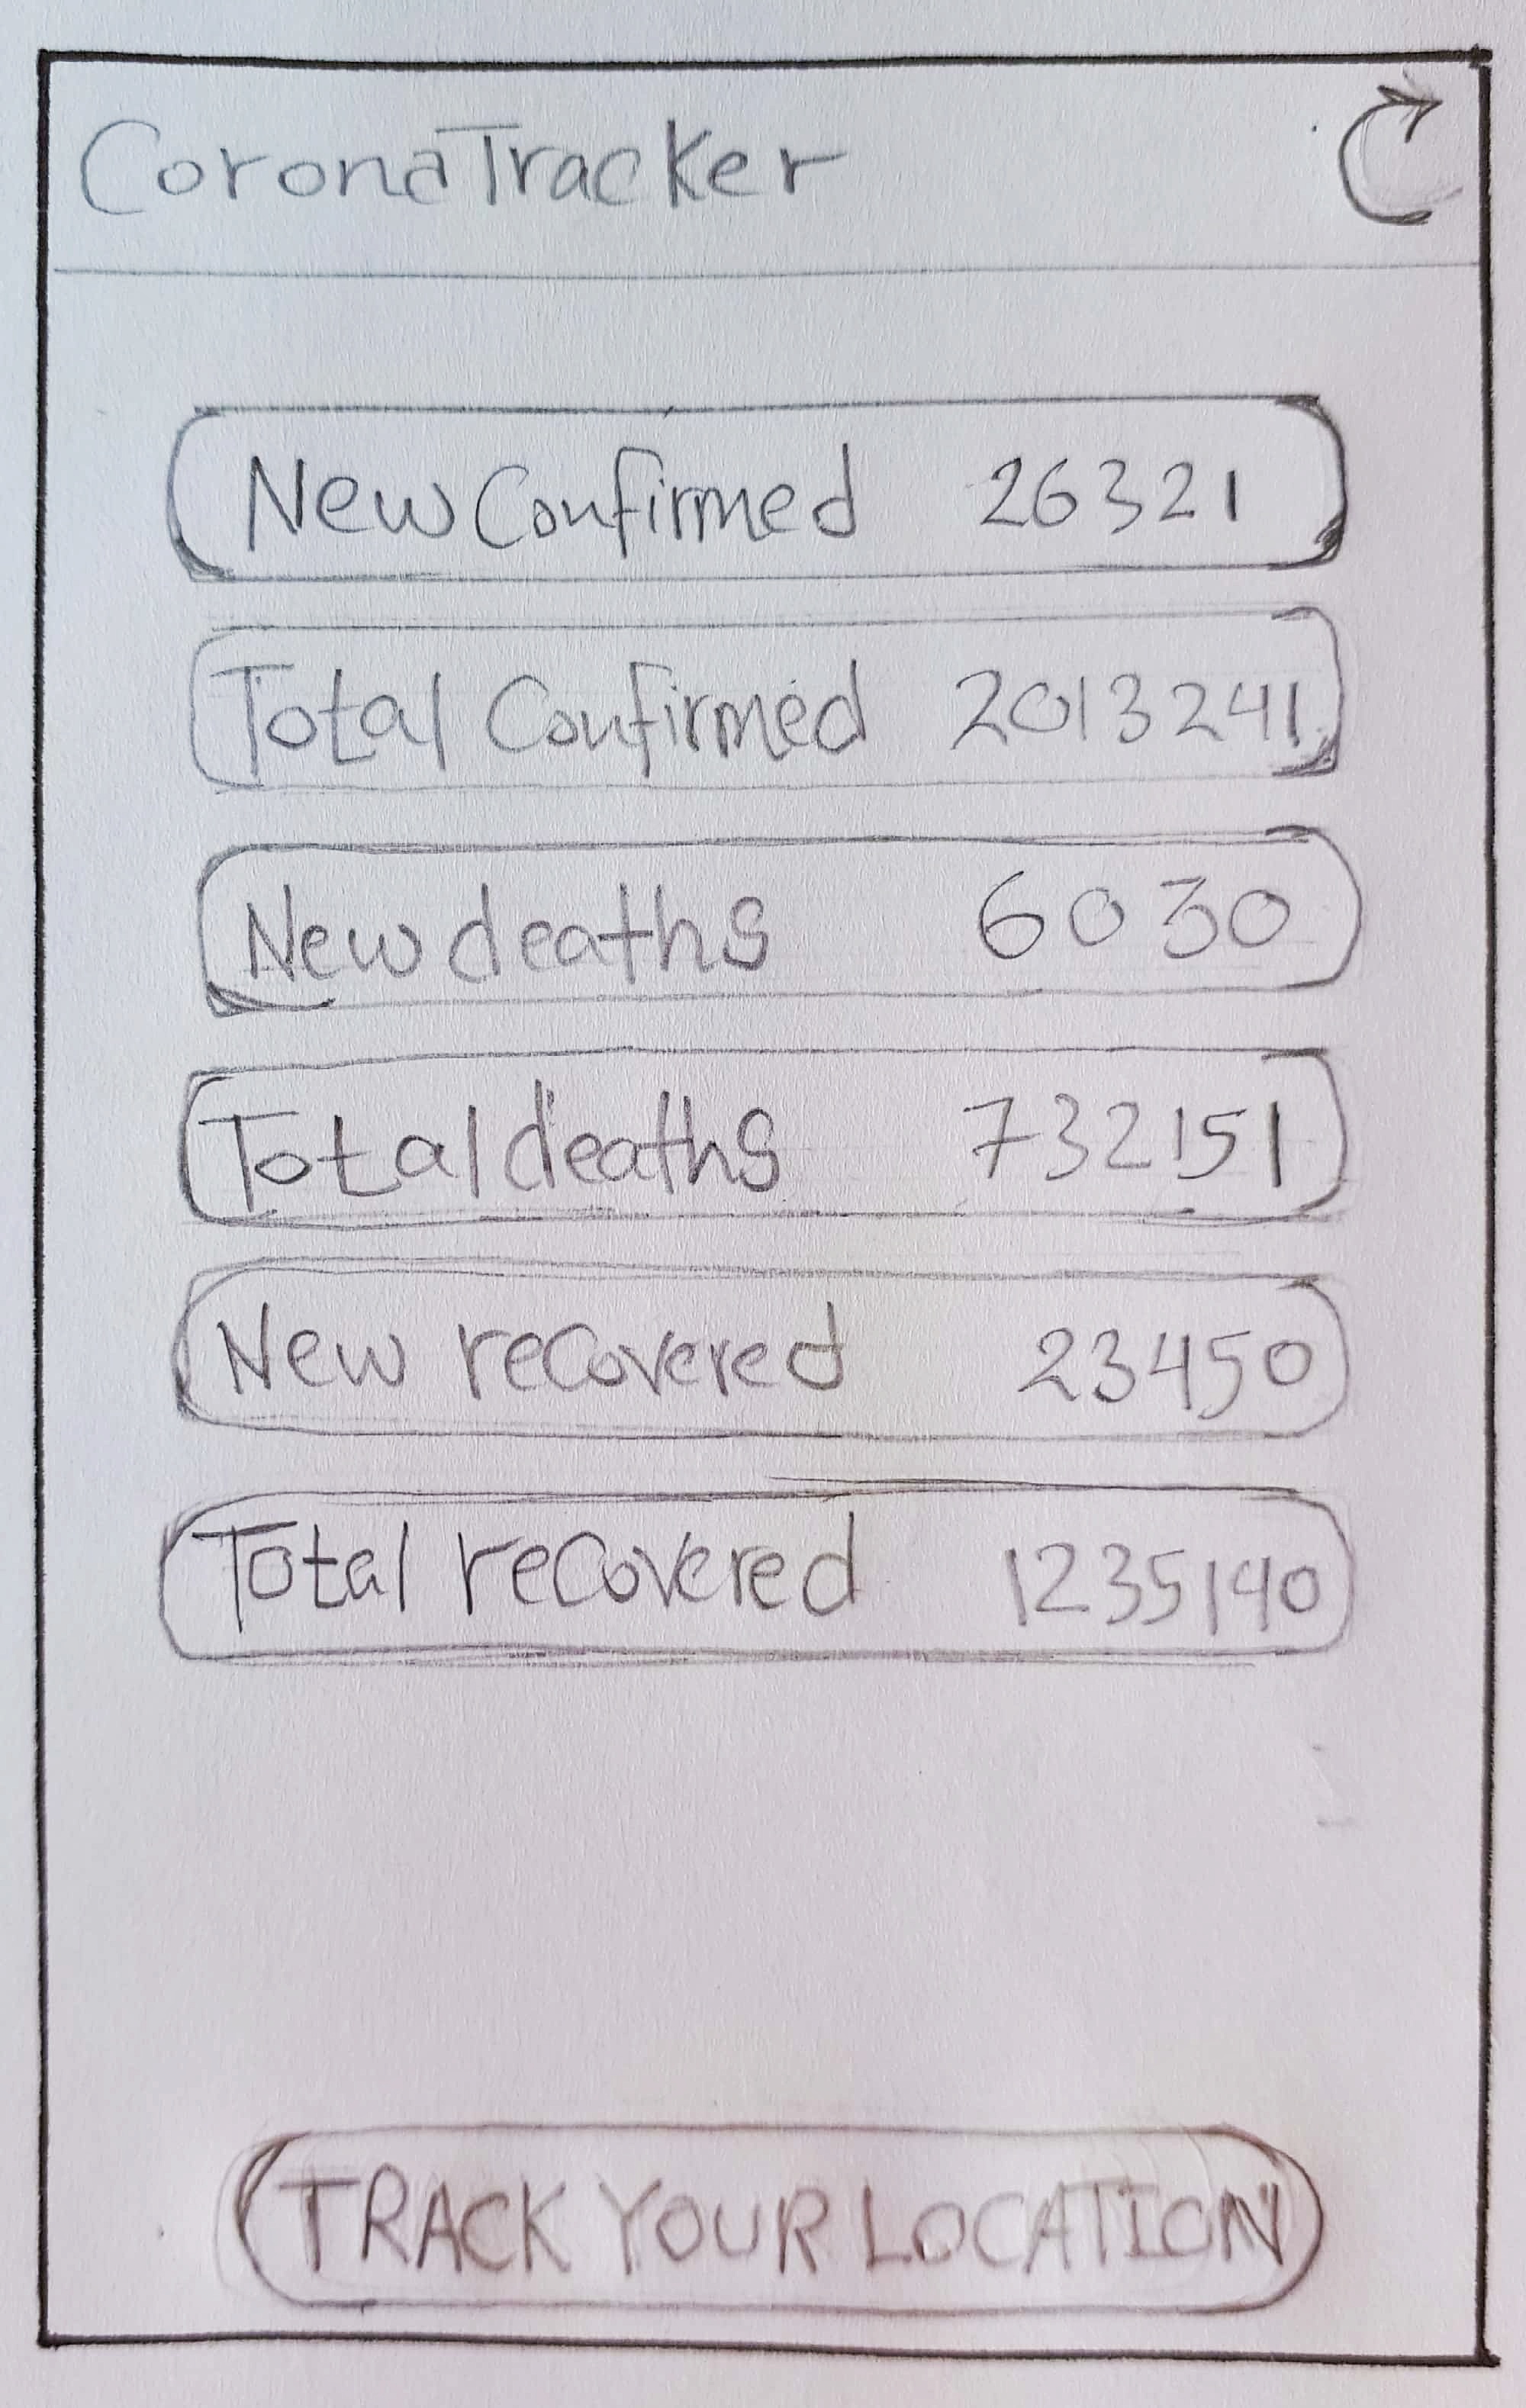 CoronaTracker
New Confirmed 26321
Total Confirmed 2013241
New deaths 6030
Total deaths 732151
New recovered 23450
Total recovered 1235140
TRACK YOUR LOCATION